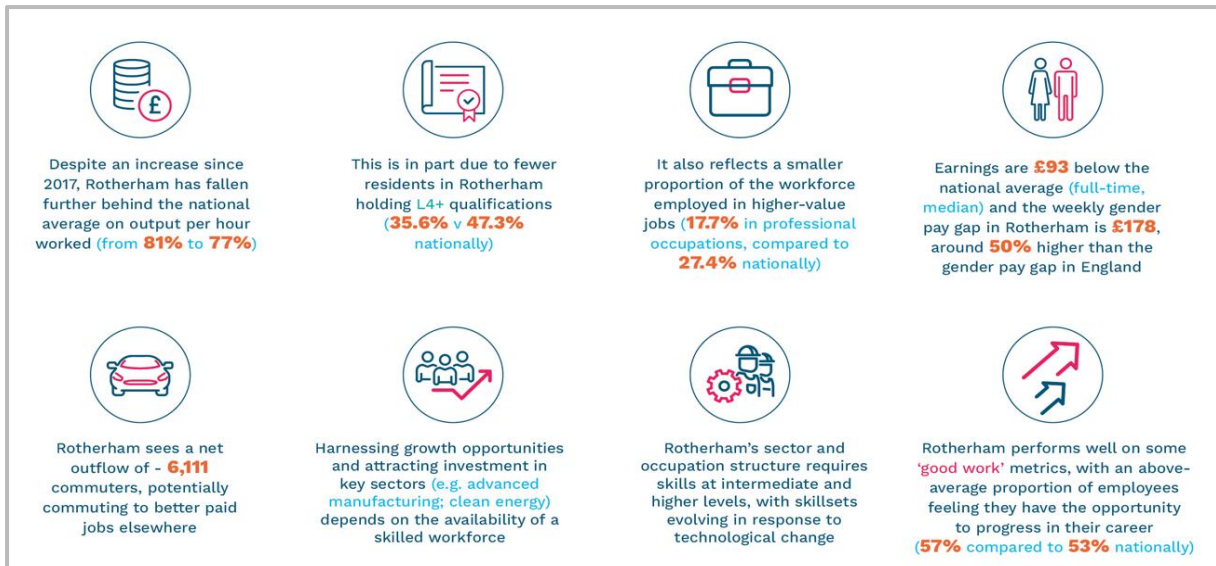 £
Despite an increase since
2017, Rotherham has fallen
further behind the national
average on output per hour
worked (from 81% to 77%)
This is in part due to fewer
residents in Rotherham
holding L4+ qualifications
(35.6% v 47.3%
nationally)
It also reflects a smaller
proportion of the workforce
employed in higher-value
jobs (17.7% in professional
occupations, compared to
27.4% nationally)
Earnings are £93 below the
national average (full-time,
median) and the weekly gender
pay gap in Rotherham is £178,
around 50% higher than the
gender pay gap in England
Rotherham sees a net
outflow of - 6,111
commuters, potentially
commuting to better paid
jobs elsewhere
Harnessing growth opportunities
and attracting investment in
key sectors (e.g. advanced
manufacturing; clean energy)
depends on the availability of a
skilled workforce
Rotherham's sector and
occupation structure requires
skills at intermediate and
higher levels, with skillsets
evolving in response to
technological change
Rotherham performs well on some
'good work' metrics, with an above-
average proportion of employees
feeling they have the opportunity
to progress in their career
(57% compared to 53% nationally)